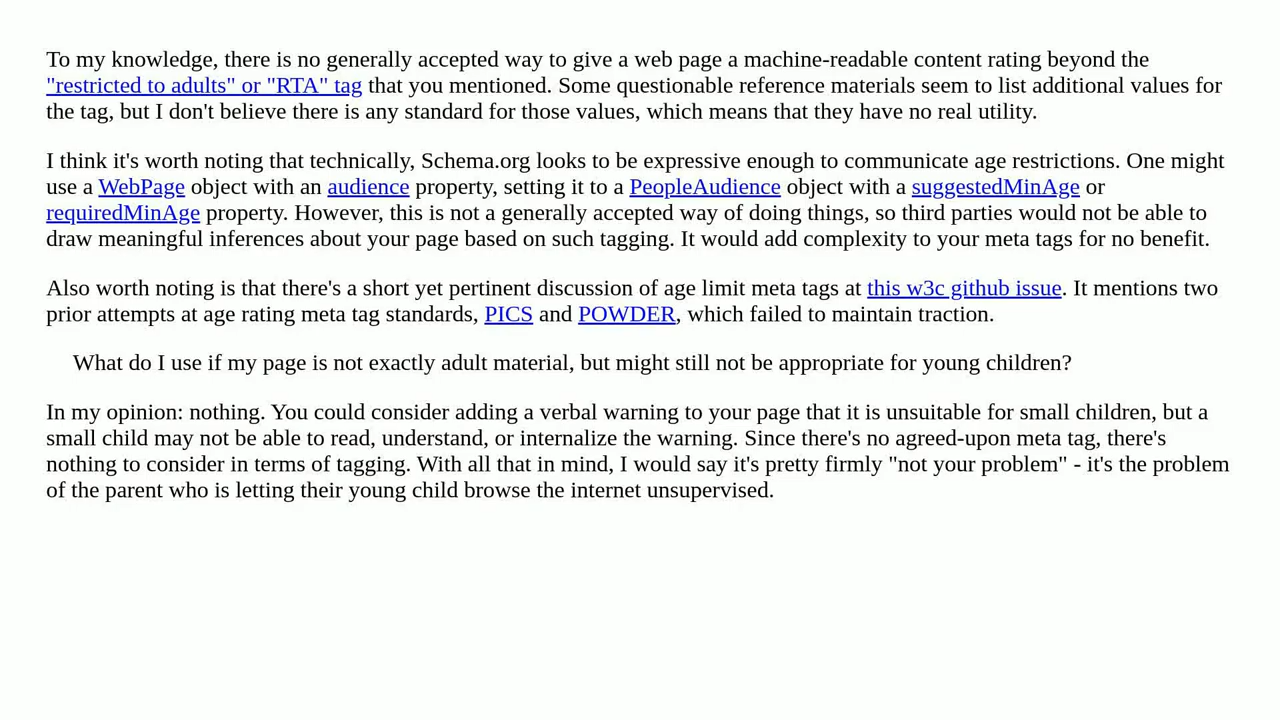 To my knowledge, there is no generally accepted way to give a web page a machine-readable content rating beyond the
"restricted to adults" or "RTA" tag that you mentioned. Some questionable reference materials seem to list additional values for
the tag, but I don't believe there is any standard for those values, which means that they have no real utility.
I think it's worth noting that technically, Schema.org looks to be expressive enough to communicate age restrictions. One might
use a WebPage object with an audience property, setting it to a PeopleAudience object with a suggestedMinAge or
requiredMinAge property. However, this is not a generally accepted way of doing things, so third parties would not be able to
draw meaningful inferences about your page based on such tagging. It would add complexity to your meta tags for no benefit.
Also worth noting is that there's a short yet pertinent discussion of age limit meta tags at this w3c github issue. It mentions two
prior attempts at age rating meta tag standards, PICS and POWDER, which failed to maintain traction.
What do I use if my page is not exactly adult material, but might still not be appropriate for young children?
In my opinion: nothing. You could consider adding a verbal warning to your page that it is unsuitable for small children, but a
small child may not be able to read, understand, or internalize the warning. Since there's no agreed-upon meta tag, there's
nothing to consider in terms of tagging. With all that in mind, I would say it's pretty firmly "not your problem" - it's the problem
of the parent who is letting their young child browse the internet unsupervised.